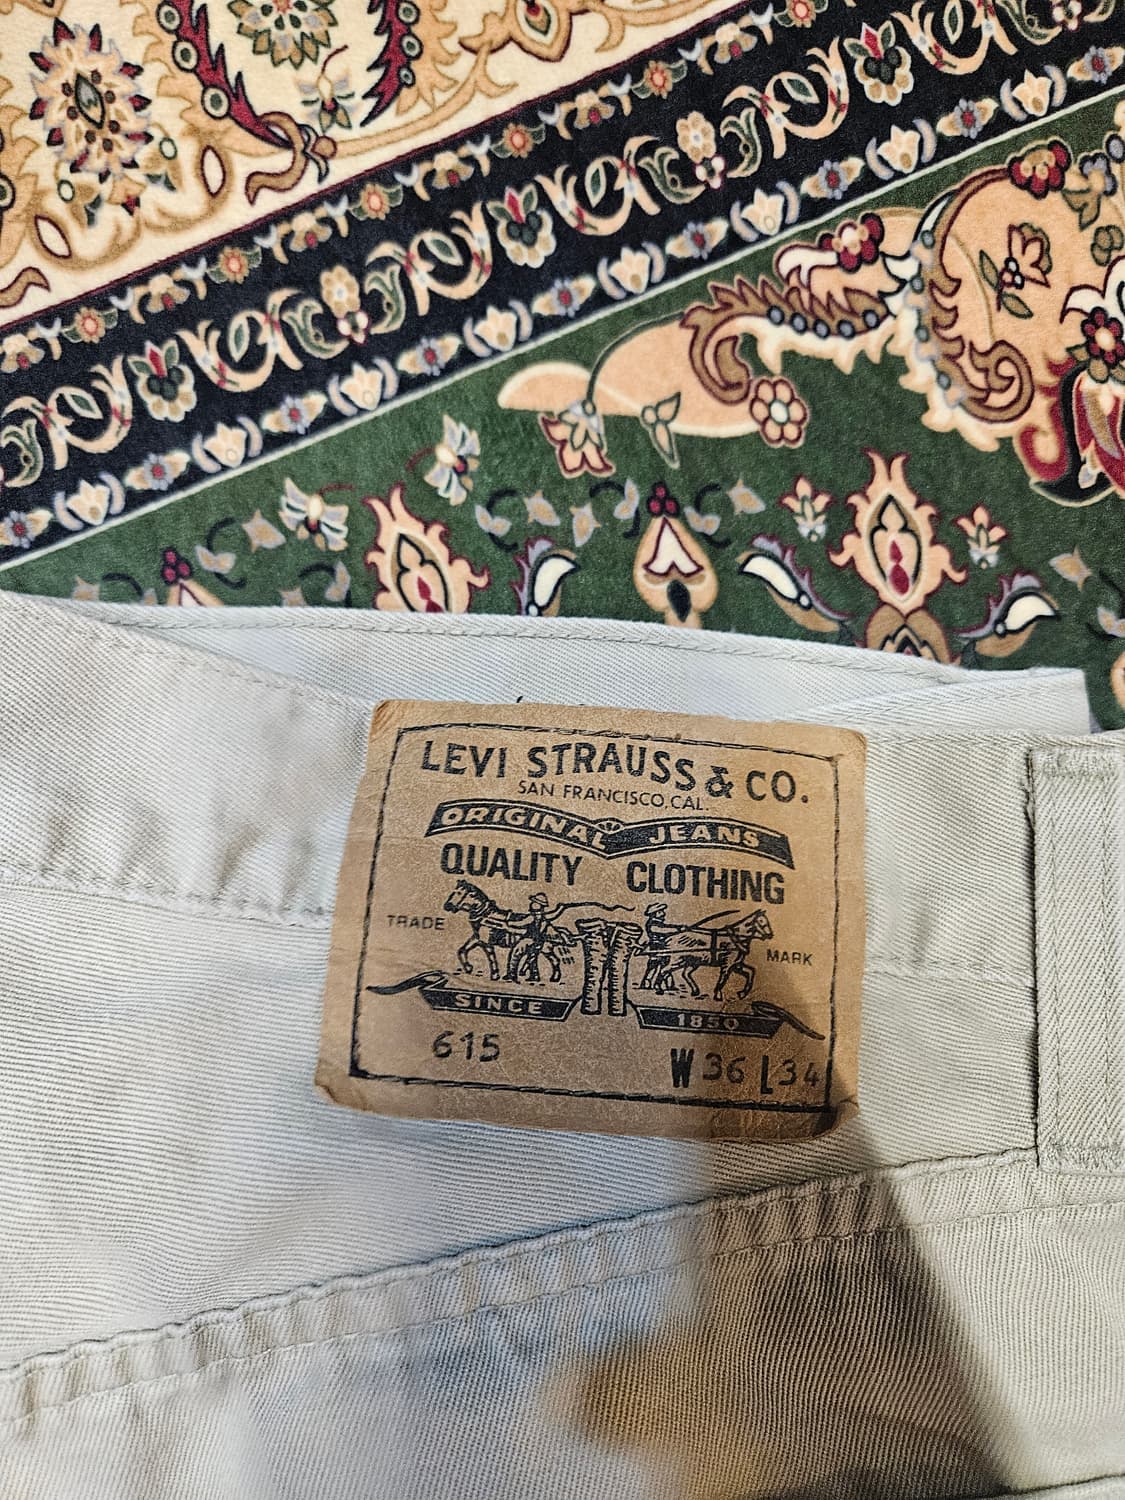 LEVI STRAUSS & CO.
SAN FRANCISCO, CAL.
ORIGINAL JEANS
QUALITY CLOTHING
TRADE MARK
SINCE 1850
615 W 36 L 34